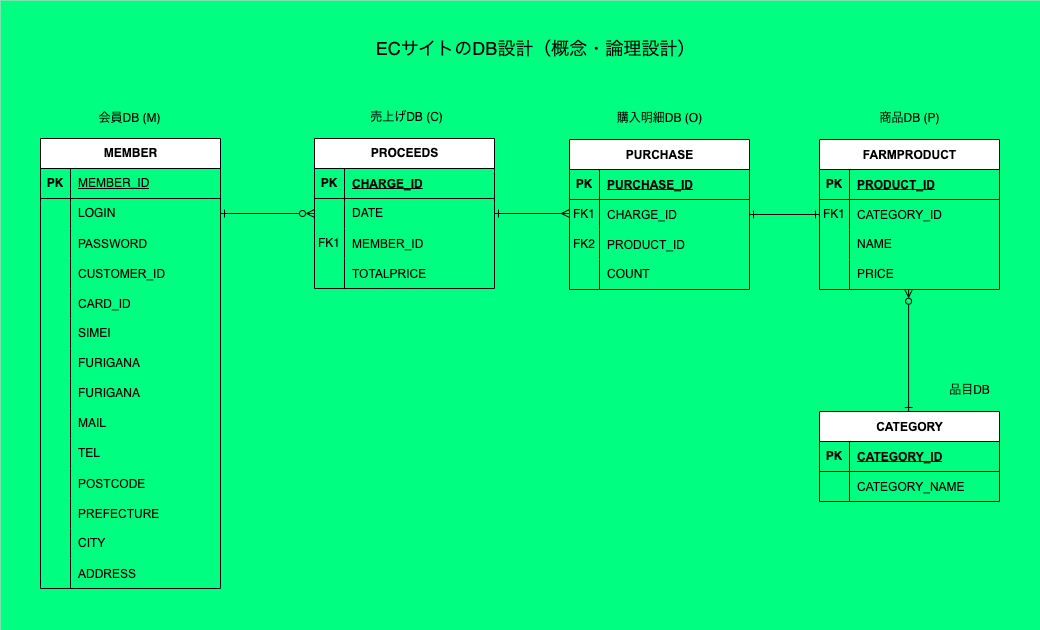 ECサイトのDB設計（概念・論理設計）
会員DB (M)
MEMBER
PK MEMBER_ID
LOGIN
PASSWORD
CUSTOMER_ID
CARD_ID
SIMEI
FURIGANA
FURIGANA
MAIL
TEL
POSTCODE
PREFECTURE
CITY
ADDRESS
売上げDB (C)
PROCEEDS
PK CHARGE_ID
DATE
FK1 MEMBER_ID
TOTALPRICE
購入明細DB (O)
PURCHASE
PK PURCHASE_ID
FK1 CHARGE_ID
FK2 PRODUCT_ID
COUNT
商品DB (P)
FARMPRODUCT
PK PRODUCT_ID
FK1 CATEGORY_ID
NAME
PRICE
品目DB
CATEGORY
PK CATEGORY_ID
CATEGORY_NAME